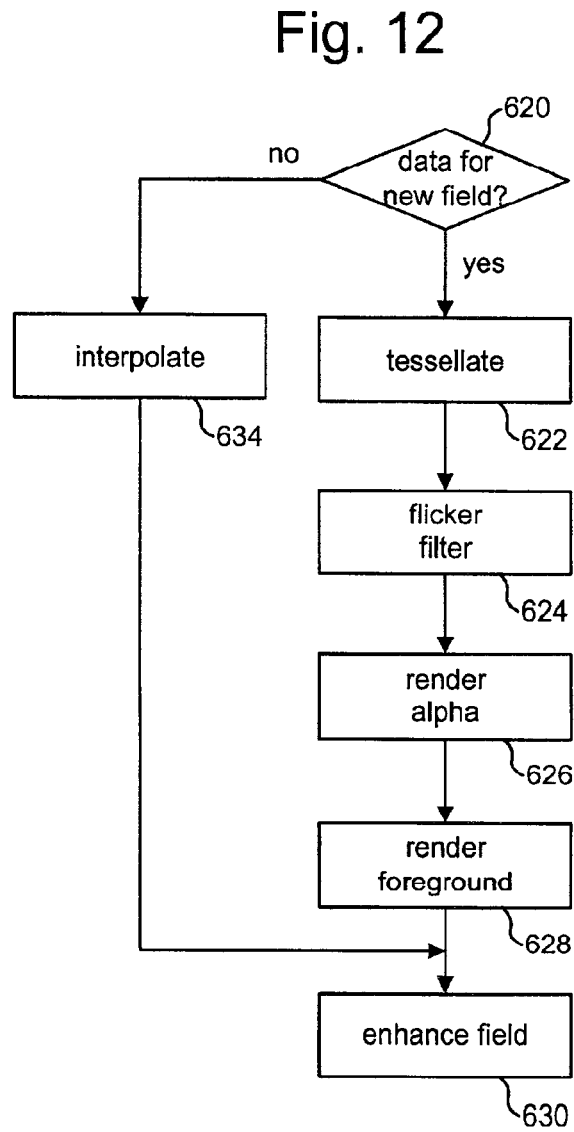 Fig. 12
620
no
data for
new field?
yes
interpolate
634
tessellate
622
flicker
filter
624
render
alpha
626
render
foreground
628
enhance field
630